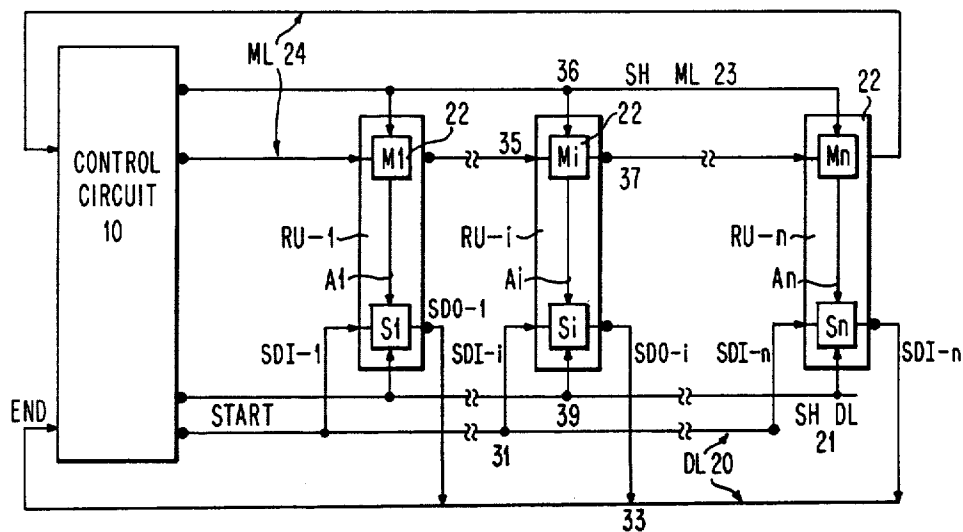 ML 24
36
SH ML 23
22
22
22
CONTROL
CIRCUIT
10
M1
35
Mi
37
Mn
RU-1
RU-i
RU-n
A1
Ai
An
SDO-1
S1
Si
Sn
SDI-1
SDI-i
SDO-i
SDI-n
SDI-n
END
START
39
SH DL
21
31
DL 20
33